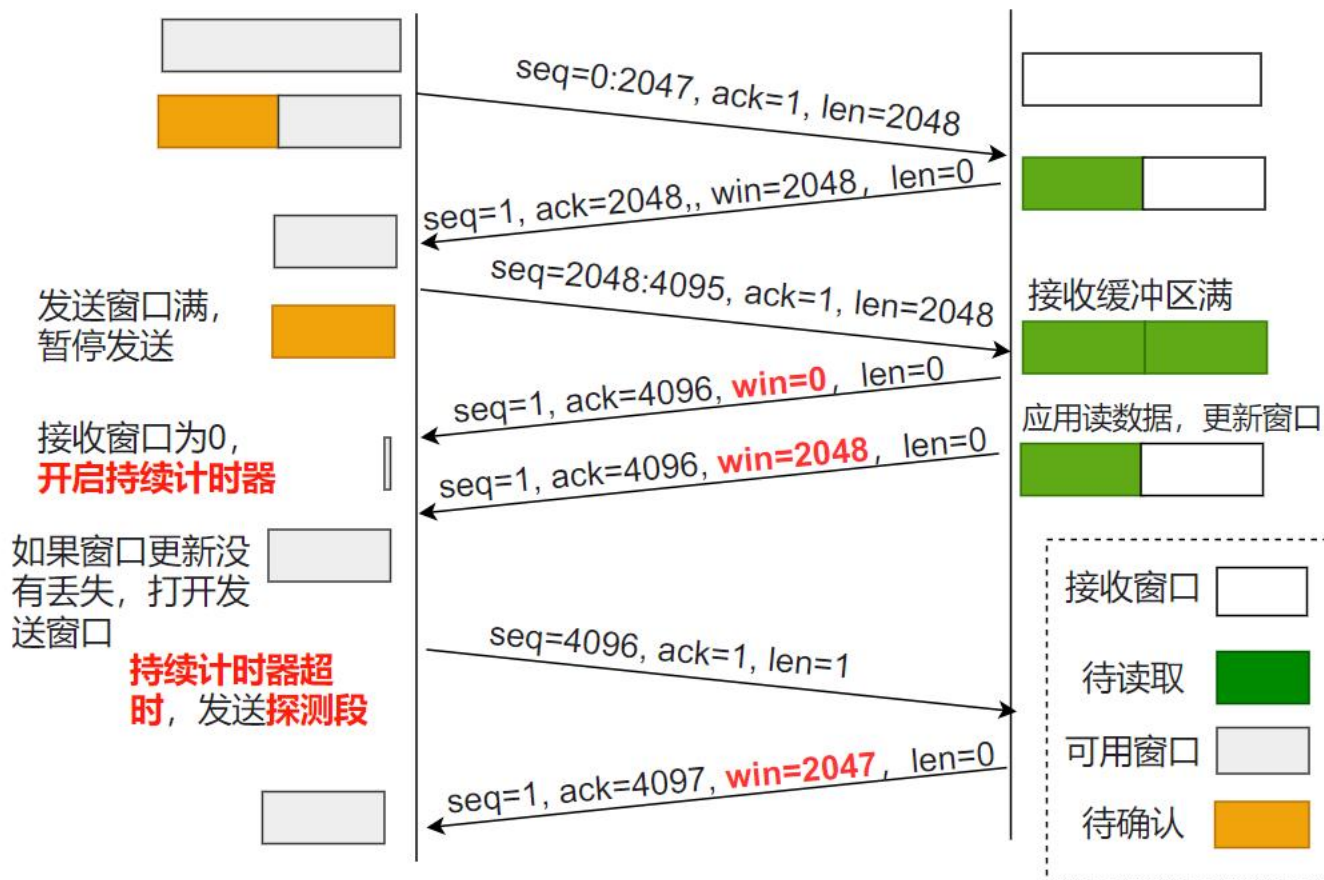 seq=0:2047, ack=1, len=2048
seq=1, ack=2048,, win=2048，len=0
seq=2048:4095, ack=1, len=2048
发送窗口满，
暂停发送
接收缓冲区满
seq=1, ack=4096, win=0，len=0
应用读数据，更新窗口
接收窗口为0，
开启持续计时器
seq=1, ack=4096, win=2048，len=0
如果窗口更新没
有丢失，打开发
送窗口
seq=4096, ack=1, len=1
持续计时器超
时，发送探测段
seq=1, ack=4097, win=2047，len=0
接收窗口
待读取
可用窗口
待确认